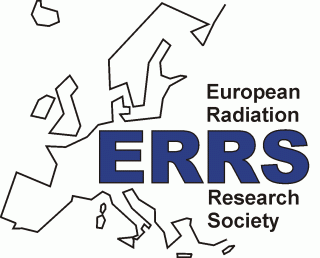 European
Radiation
ERRS
Research
Society